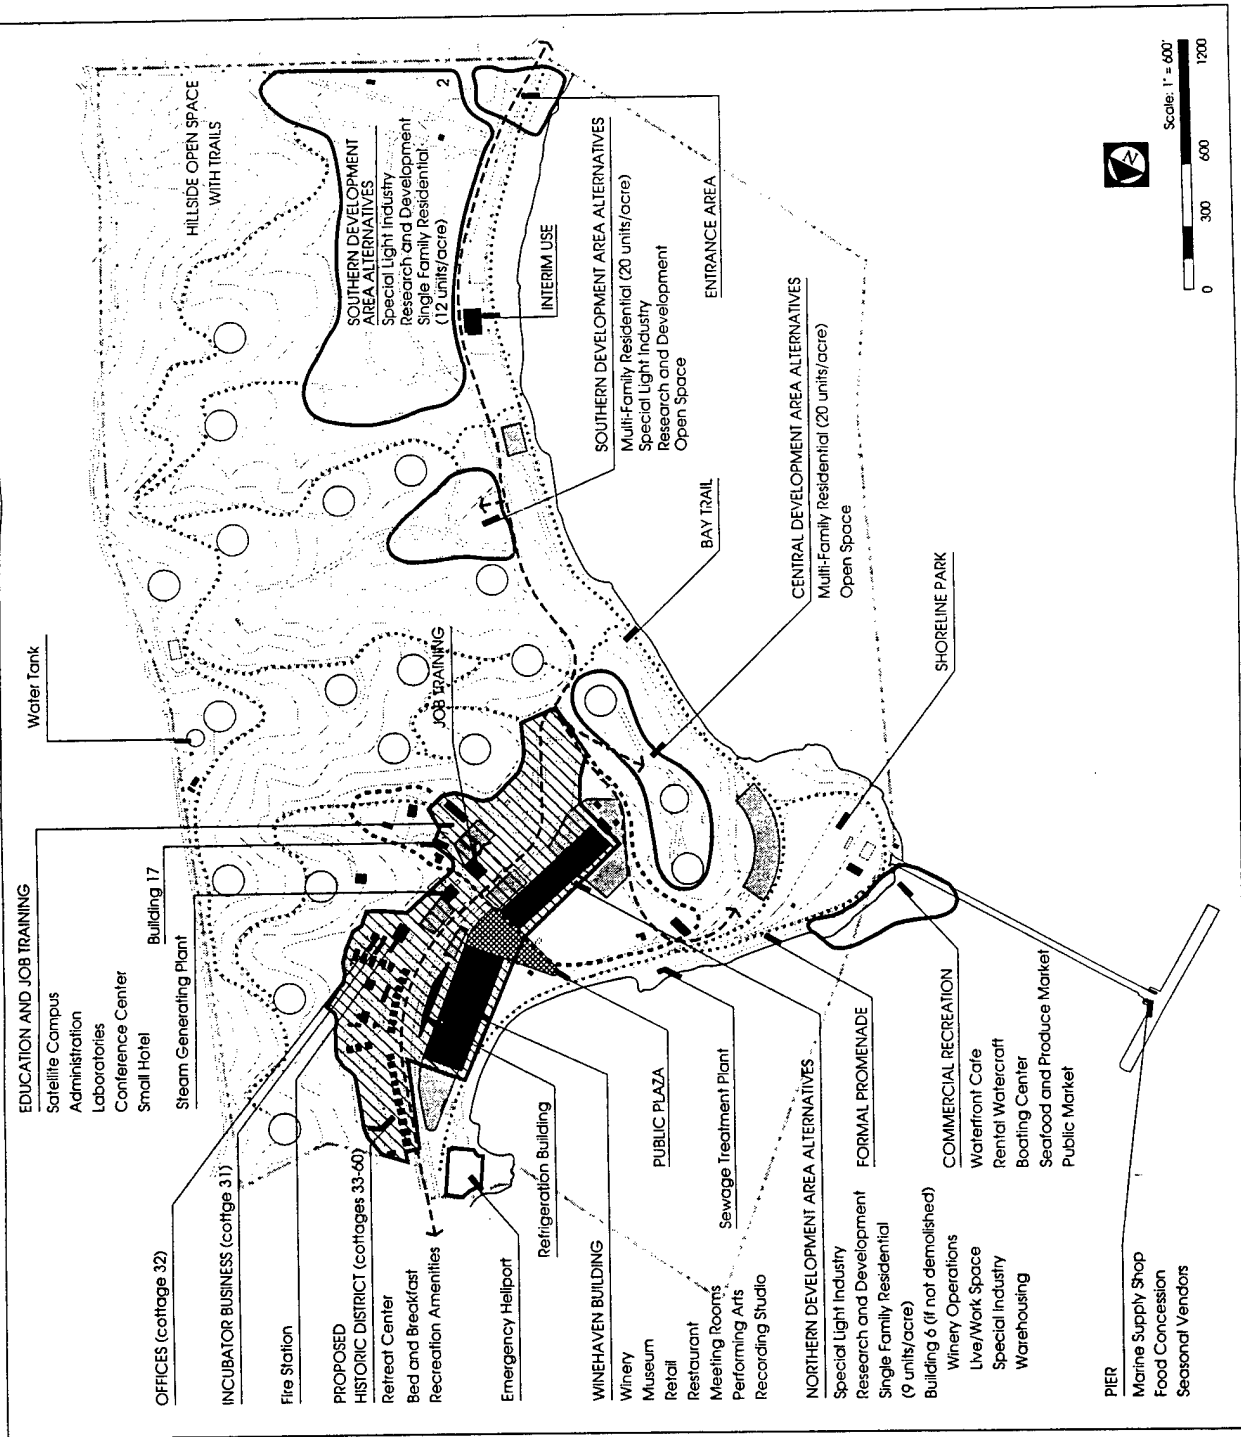 EDUCATION AND JOB TRAINING
Satellite Campus
Administration
Laboratories
Conference Center
Small Hotel
Building 17
Steam Generating Plant
Water Tank
JOB TRAINING
HILLSIDE OPEN SPACE
WITH TRAILS
SOUTHERN DEVELOPMENT
AREA ALTERNATIVES
Special Light Industry
Research and Development
Single Family Residential
(12 units/acre)
2
INTERIM USE
SOUTHERN DEVELOPMENT AREA ALTERNATIVES
Multi-Family Residential (20 units/acre)
Special Light Industry
Research and Development
Open Space
ENTRANCE AREA
BAY TRAIL
CENTRAL DEVELOPMENT AREA ALTERNATIVES
Multi-Family Residential (20 units/acre)
Open Space
SHORELINE PARK
OFFICES (cottage 32)
INCUBATOR BUSINESS (cottge 31)
Fire Station
PROPOSED
HISTORIC DISTRICT (cottages 33-60)
Retreat Center
Bed and Breakfast
Recreation Amenities
Emergency Heliport
Refrigeration Building
WINEHAVEN BUILDING
Winery
Museum
Retail
Restaurant
Meeting Rooms
Performing Arts
Recording Studio
PUBLIC PLAZA
Sewage Treatment Plant
NORTHERN DEVELOPMENT AREA ALTERNATIVES
Special Light Industry
Research and Development
Single Family Residential
(9 units/acre)
Building 6 (if not demolished)
Winery Operations
Live/Work Space
Special Industry
Warehousing
FORMAL PROMENADE
COMMERCIAL RECREATION
Waterfront Cafe
Rental Watercraft
Boating Center
Seafood and Produce Market
Public Market
PIER
Marine Supply Shop
Food Concession
Seasonal Vendors
N
Scale: 1" = 600'
0 300 600 1200